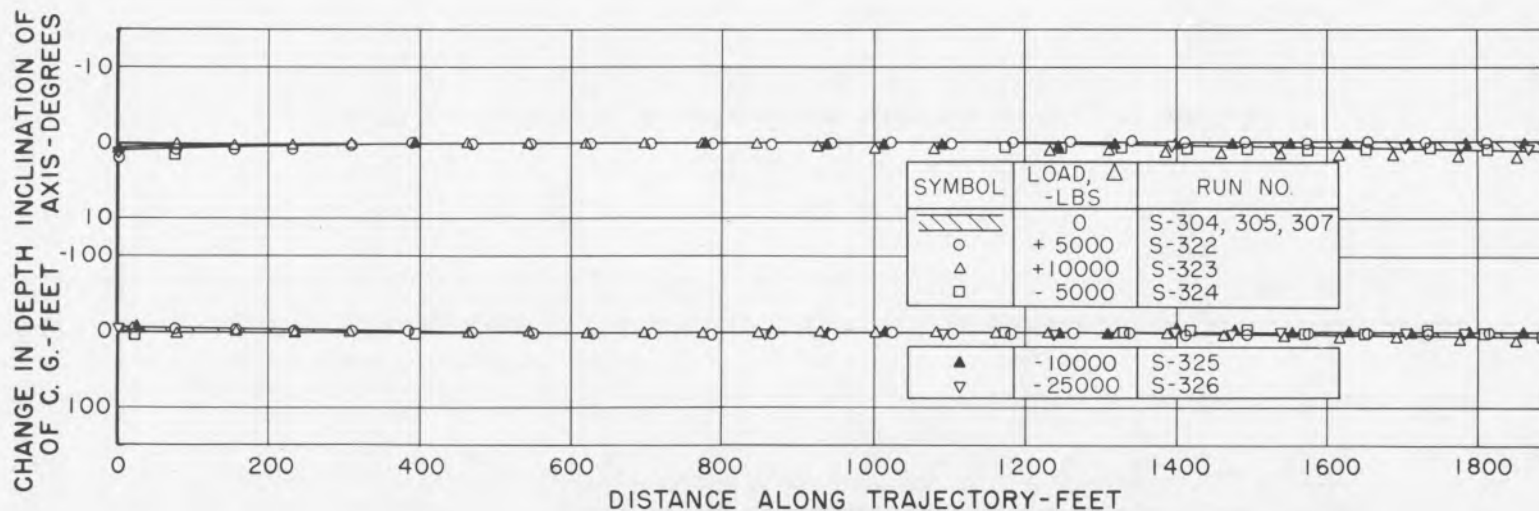 CHANGE IN DEPTH INCLINATION OF
OF C. G.-FEET AXIS-DEGREES
-10
0
10
-100
0
100
SYMBOL LOAD, △ -LBS RUN NO.
0 S-304, 305, 307
+ 5000 S-322
+10000 S-323
- 5000 S-324
-10000 S-325
-25000 S-326
0 200 400 600 800 1000 1200 1400 1600 1800
DISTANCE ALONG TRAJECTORY-FEET